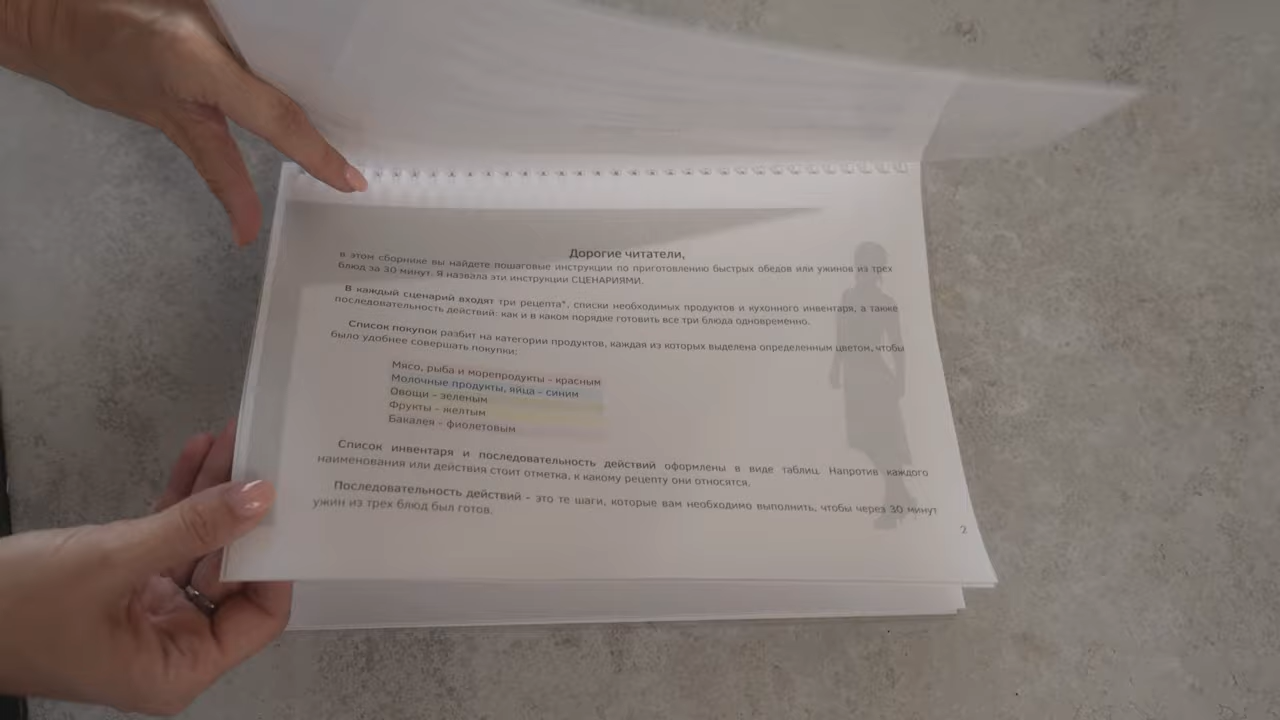 Дорогие читатели,
в этом сборнике вы найдете пошаговые инструкции по приготовлению быстрых обедов или ужинов из трех
блюд за 30 минут. Я назвала эти инструкции СЦЕНАРИЯМИ.
В каждый сценарий входят три рецепта*, списки необходимых продуктов и кухонного инвентаря, а также
последовательность действий: как и в каком порядке готовить все три блюда одновременно.
Список покупок разбит на категории продуктов, каждая из которых выделена определенным цветом, чтобы
было удобнее совершать покупки:
Мясо, рыба и морепродукты - красным
Молочные продукты, яйца - синим
Овощи - зеленым
Фрукты - желтым
Бакалея - фиолетовым
Список инвентаря и последовательность действий оформлены в виде таблиц. Напротив каждого
наименования или действия стоит отметка, к какому рецепту они относятся.
Последовательность действий - это те шаги, которые вам необходимо выполнить, чтобы через 30 минут
ужин из трех блюд был готов.
2